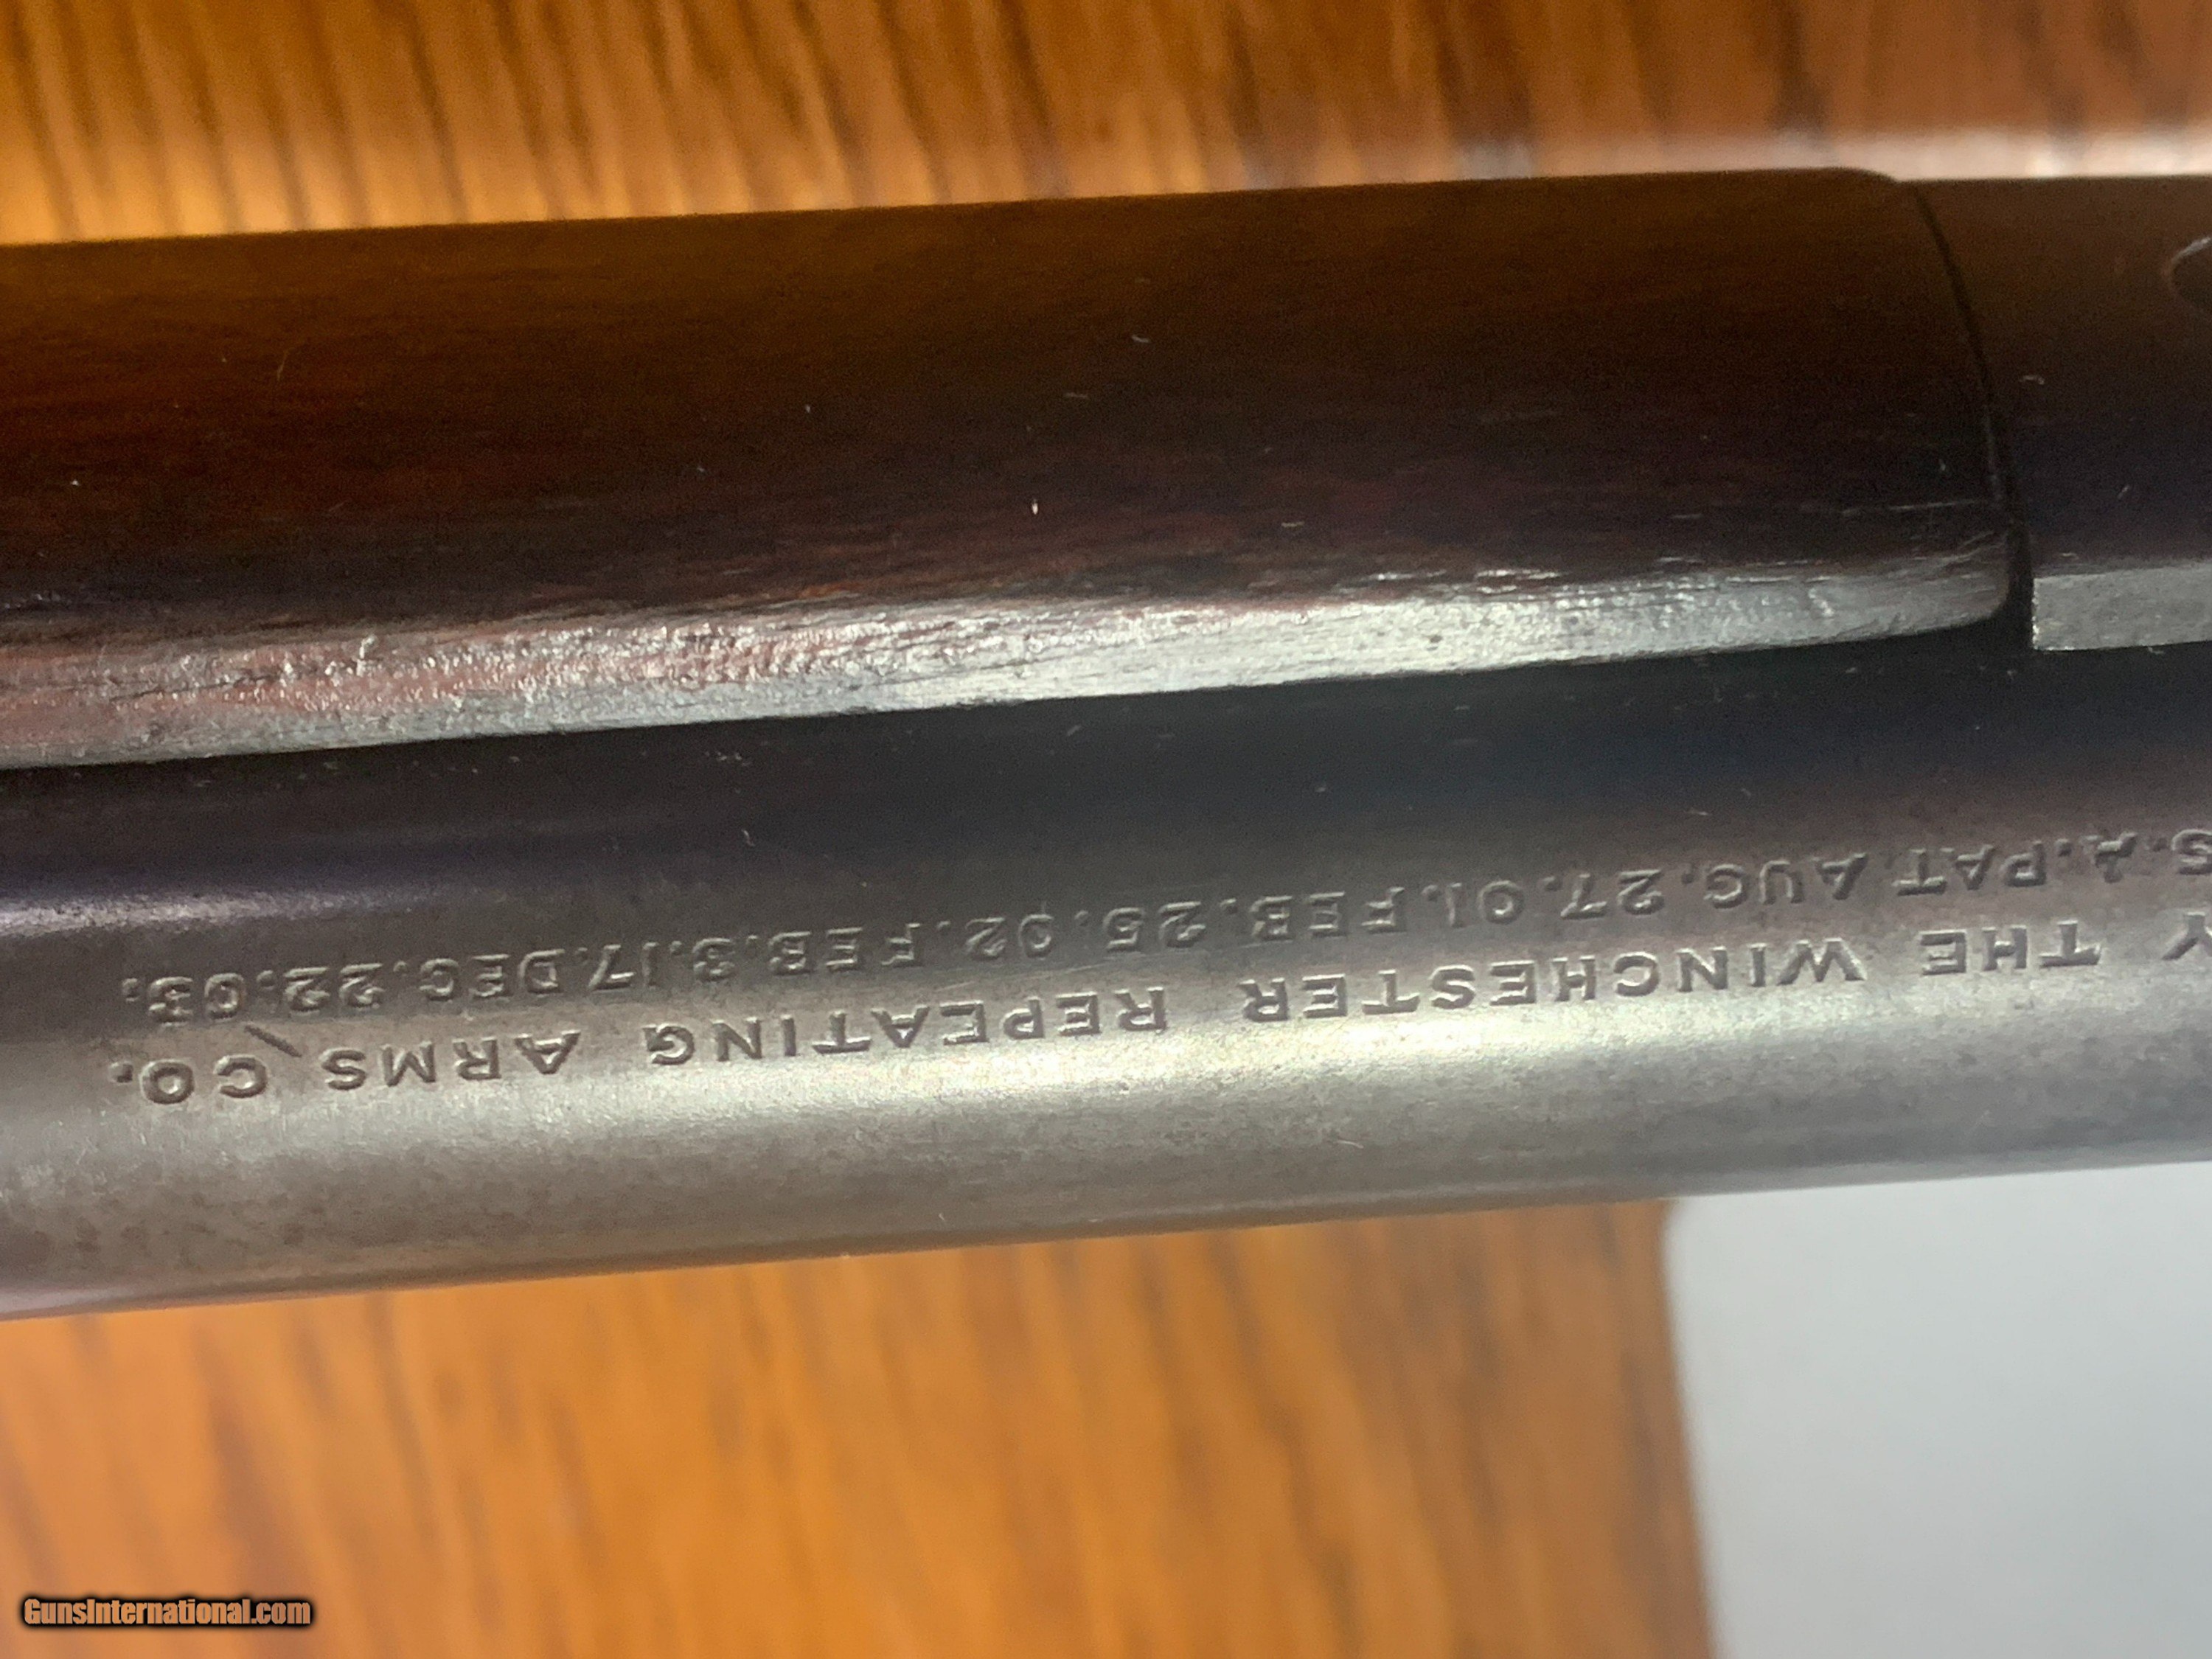 Y THE WINCHESTER REPEATING ARMS CO.
S.A.PAT.AUG.27.01.FEB.25.02.FEB.3.17.DEC.22.03.
GunsInternational.com